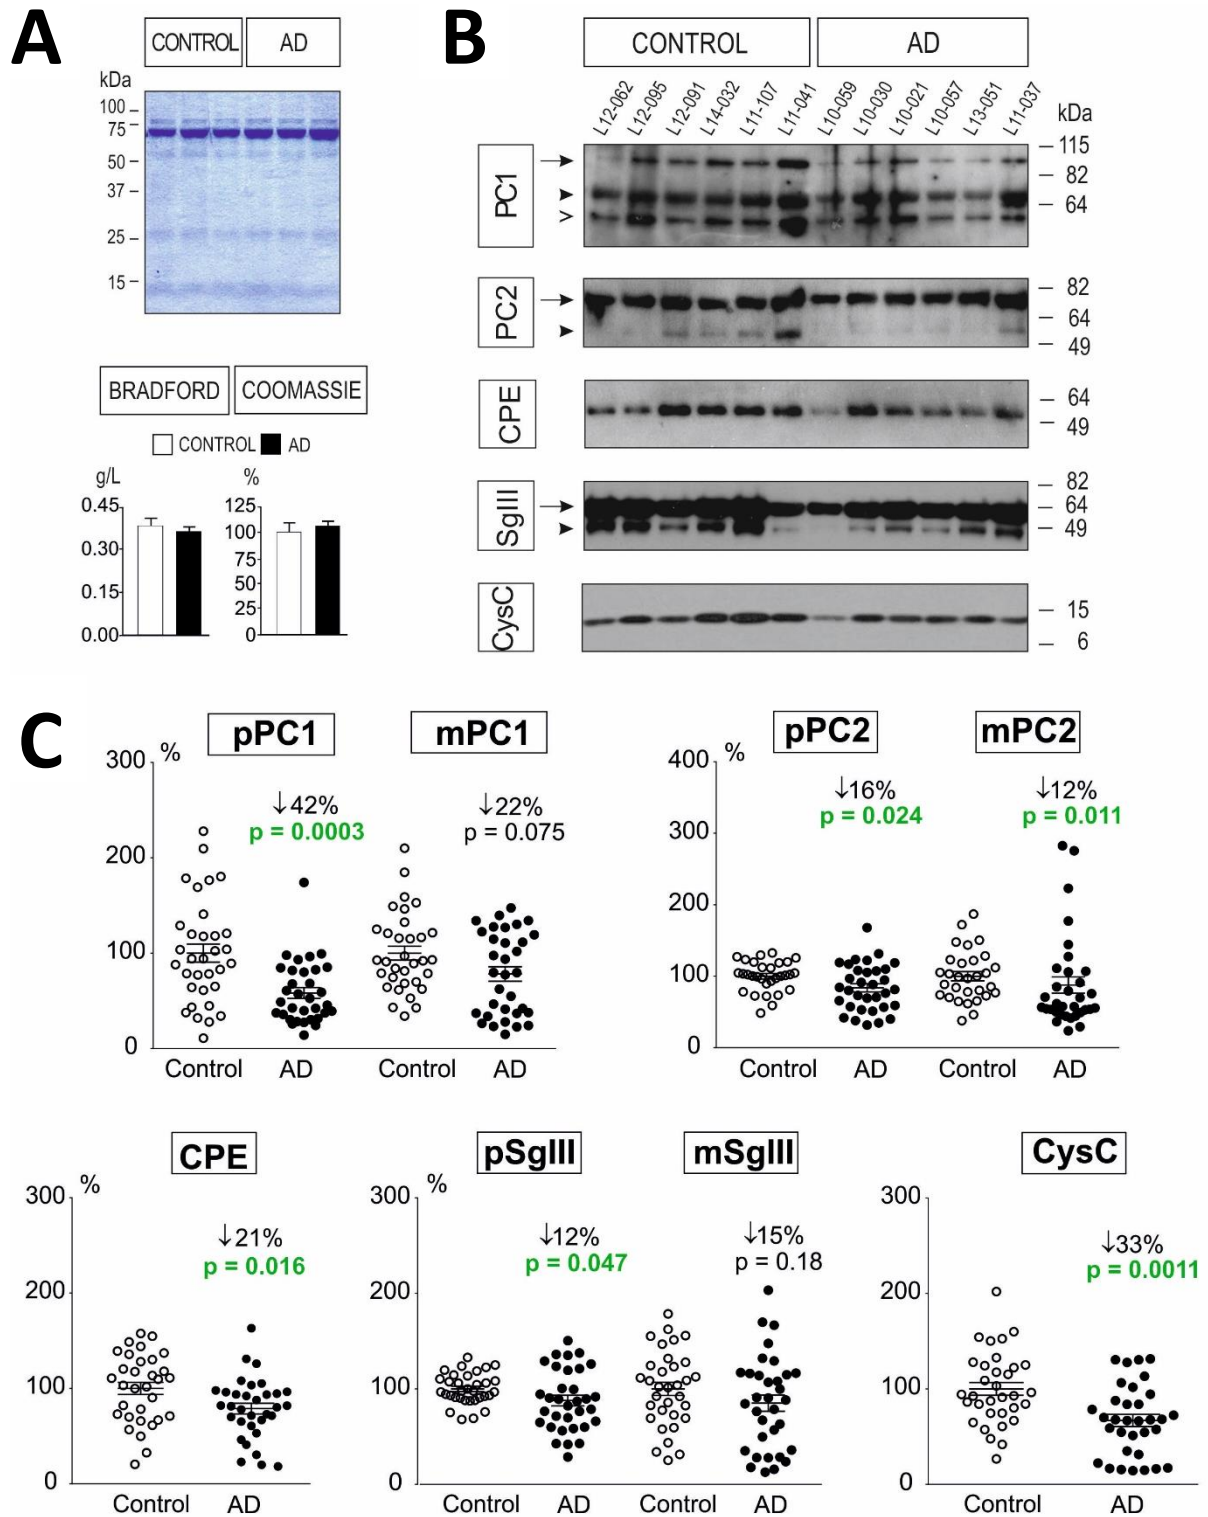 A
CONTROL AD
kDa
100
75
50
37
25
15
BRADFORD COOMASSIE
CONTROL AD
g/L %
0.45 125
100
0.30 75
50
0.15 25
0.00 0
B
CONTROL AD
L12-062 L12-095 L12-091 L14-032 L11-107 L11-041 L10-059 L10-030 L10-021 L10-057 L13-051 L11-037
kDa
PC1
115
82
64
PC2
82
64
49
CPE
64
49
SgIII
82
64
49
CysC
15
6
C
pPC1 mPC1
300 %
↓42% ↓22%
p = 0.0003 p = 0.075
200
100
0
Control AD Control AD
pPC2 mPC2
400 %
↓16% ↓12%
p = 0.024 p = 0.011
300
200
100
0
Control AD Control AD
CPE
300 %
↓21%
p = 0.016
200
100
0
Control AD
pSgIII mSgIII
300 %
↓12% ↓15%
p = 0.047 p = 0.18
200
100
0
Control AD Control AD
CysC
300
↓33%
p = 0.0011
200
100
0
Control AD